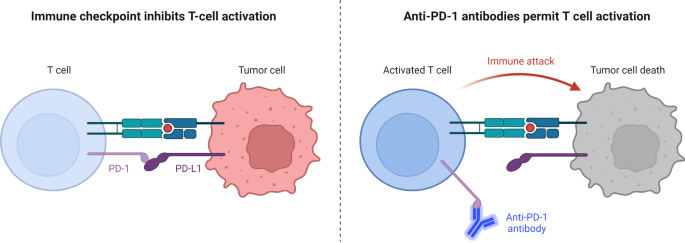 Immune checkpoint inhibits T-cell activation
T cell
Tumor cell
PD-1
PD-L1
Anti-PD-1 antibodies permit T cell activation
Immune attack
Activated T cell
Tumor cell death
Anti-PD-1
antibody